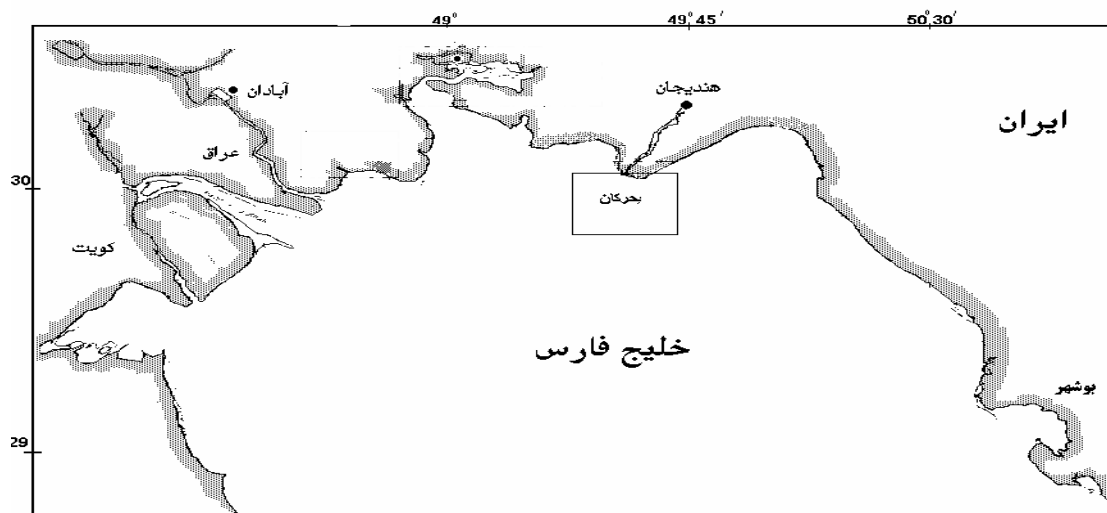 49°
49°45′
50°30′
آبادان
هندیجان
ایران
عراق
30
بحرکان
کویت
خلیج فارس
بوشهر
29